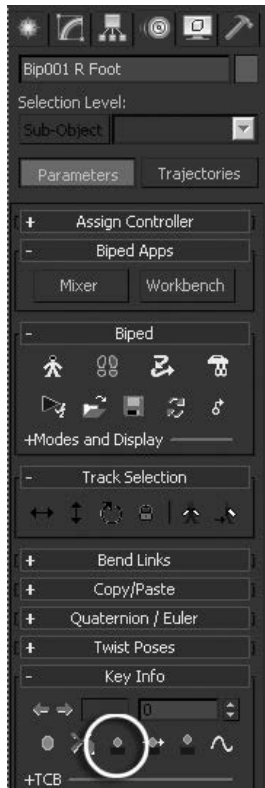 Bip001 R Foot
Selection Level:
Sub-Object
Parameters Trajectories
+ Assign Controller
- Biped Apps
Mixer Workbench
- Biped
+Modes and Display
- Track Selection
+ Bend Links
+ Copy/Paste
+ Quaternion / Euler
+ Twist Poses
- Key Info
0
+TCB